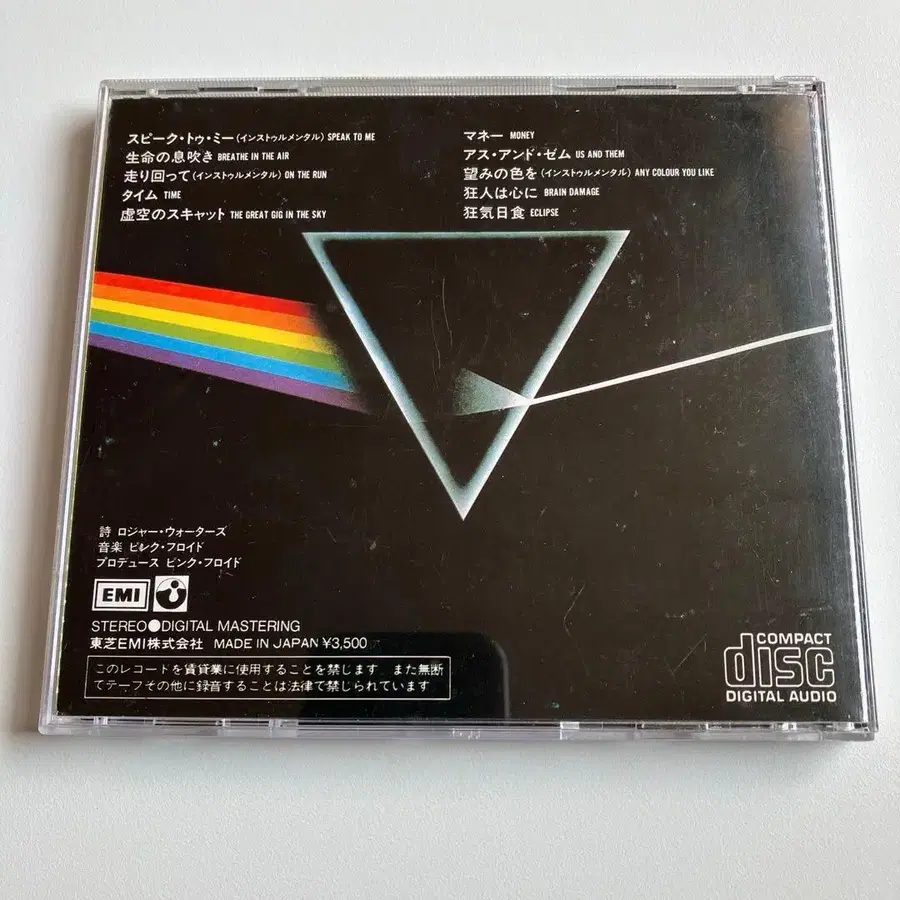 スピーク・トゥ・ミー(インストゥルメンタル) SPEAK TO ME
生命の息吹き BREATHE IN THE AIR
走り回って(インストゥルメンタル) ON THE RUN
タイム TIME
虚空のスキャット THE GREAT GIG IN THE SKY
マネー MONEY
アス・アンド・ゼム US AND THEM
望みの色を(インストゥルメンタル) ANY COLOUR YOU LIKE
狂人は心に BRAIN DAMAGE
狂気日食 ECLIPSE
詩 ロジャー・ウォーターズ
音楽 ピンク・フロイド
プロデュース ピンク・フロイド
EMI
STEREO●DIGITAL MASTERING
東芝EMI株式会社 MADE IN JAPAN ¥3,500
このレコードを賃貸業に使用することを禁じます。また無断
でテープその他に録音することは法律で禁じられています。
COMPACT
disc
DIGITAL AUDIO